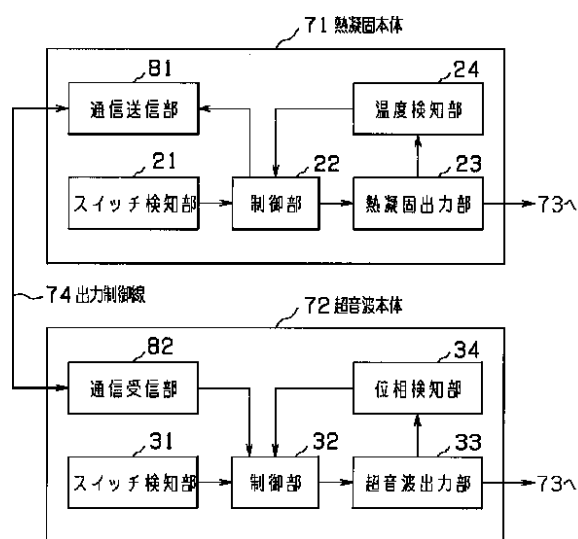 71 熱凝固本体
81
通信送信部
24
温度検知部
21
スイッチ検知部
22
制御部
23
熱凝固出力部
73へ
74 出力制御線
72 超音波本体
82
通信受信部
34
位相検知部
31
スイッチ検知部
32
制御部
33
超音波出力部
73へ